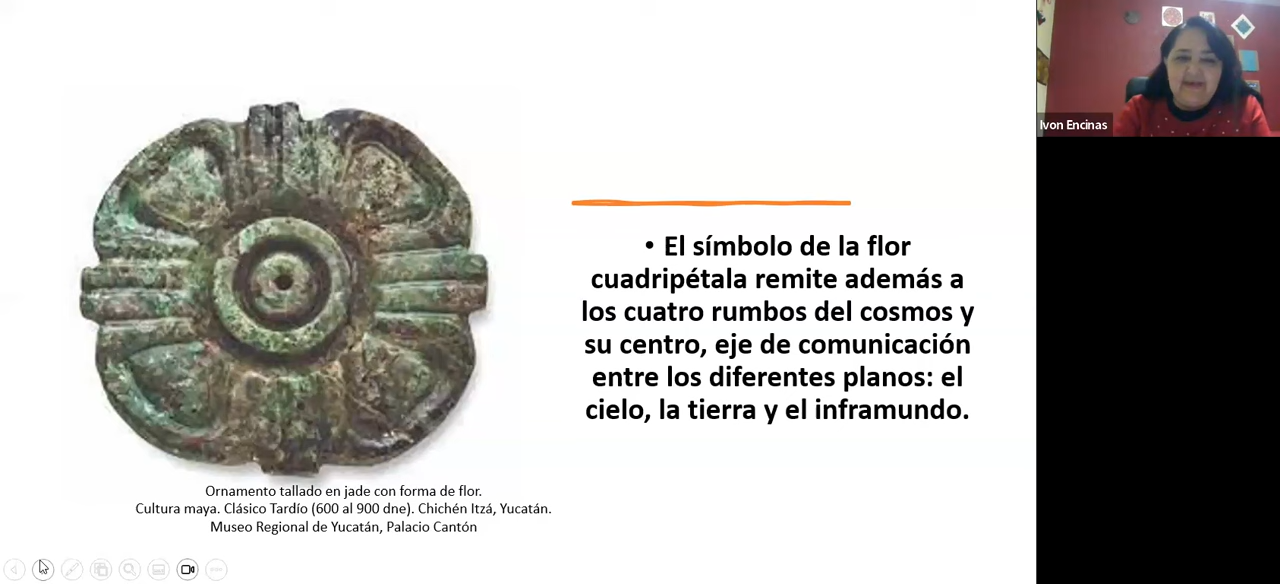 Ivon Encinas
• El símbolo de la flor
cuadripétala remite además a
los cuatro rumbos del cosmos y
su centro, eje de comunicación
entre los diferentes planos: el
cielo, la tierra y el inframundo.
Ornamento tallado en jade con forma de flor.
Cultura maya. Clásico Tardío (600 al 900 dne). Chichén Itzá, Yucatán.
Museo Regional de Yucatán, Palacio Cantón